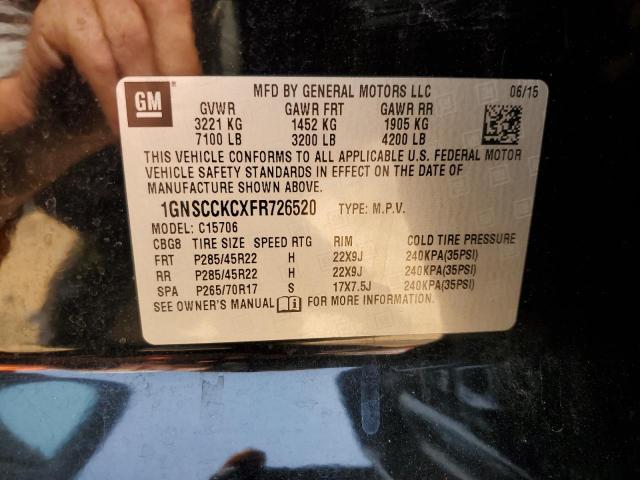 GM
MFD BY GENERAL MOTORS LLC 06/15
GVWR GAWR FRT GAWR RR
3221 KG 1452 KG 1905 KG
7100 LB 3200 LB 4200 LB
THIS VEHICLE CONFORMS TO ALL APPLICABLE U.S. FEDERAL MOTOR
VEHICLE SAFETY STANDARDS IN EFFECT ON THE DATE OF
MANUFACTURE SHOWN ABOVE.
1GNSCCKCXFR726520 TYPE: M.P.V.
MODEL: C15706
CBG8 TIRE SIZE SPEED RTG RIM COLD TIRE PRESSURE
FRT P285/45R22 H 22X9J 240KPA(35PSI)
RR P285/45R22 H 22X9J 240KPA(35PSI)
SPA P265/70R17 S 17X7.5J 240KPA(35PSI)
SEE OWNER'S MANUAL FOR MORE INFORMATION.